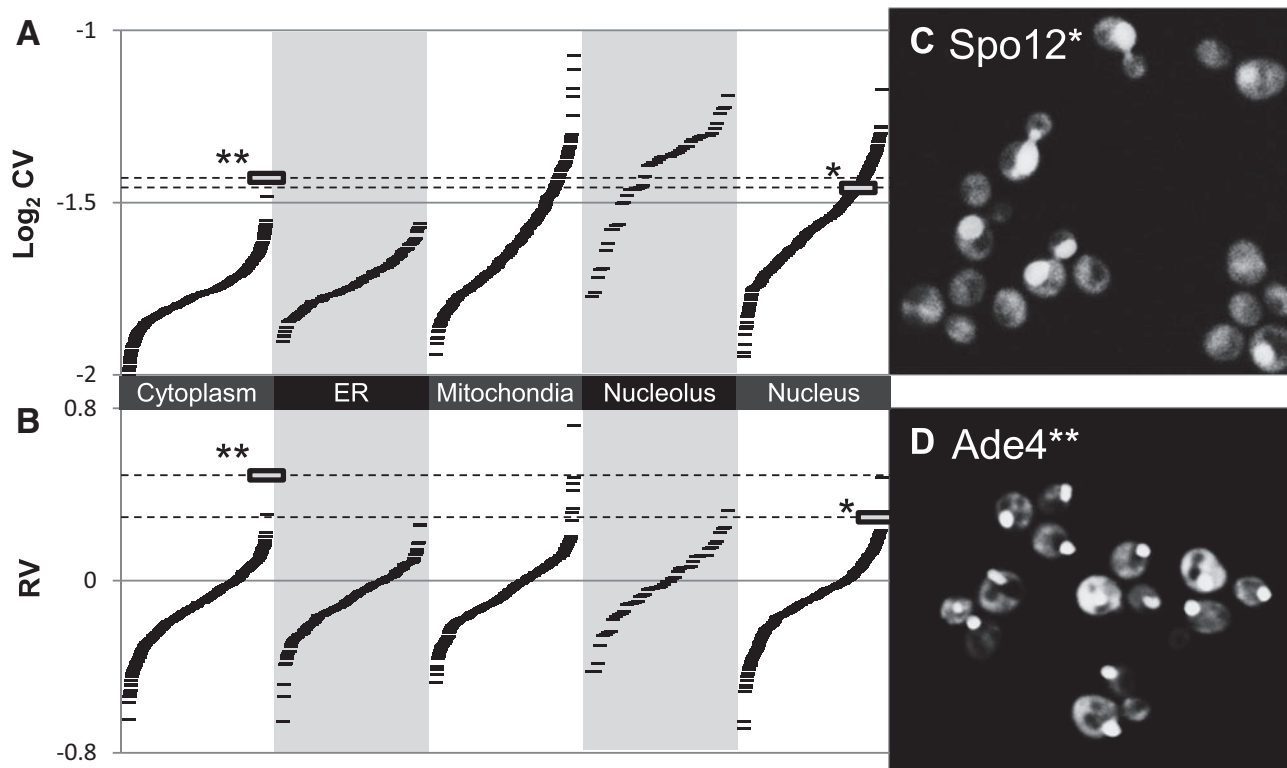 A
-1
**
*
Log₂ CV
-1.5
-2
Cytoplasm ER Mitochondia Nucleolus Nucleus
B
0.8
**
*
RV
0
-0.8
C Spo12*
D Ade4**